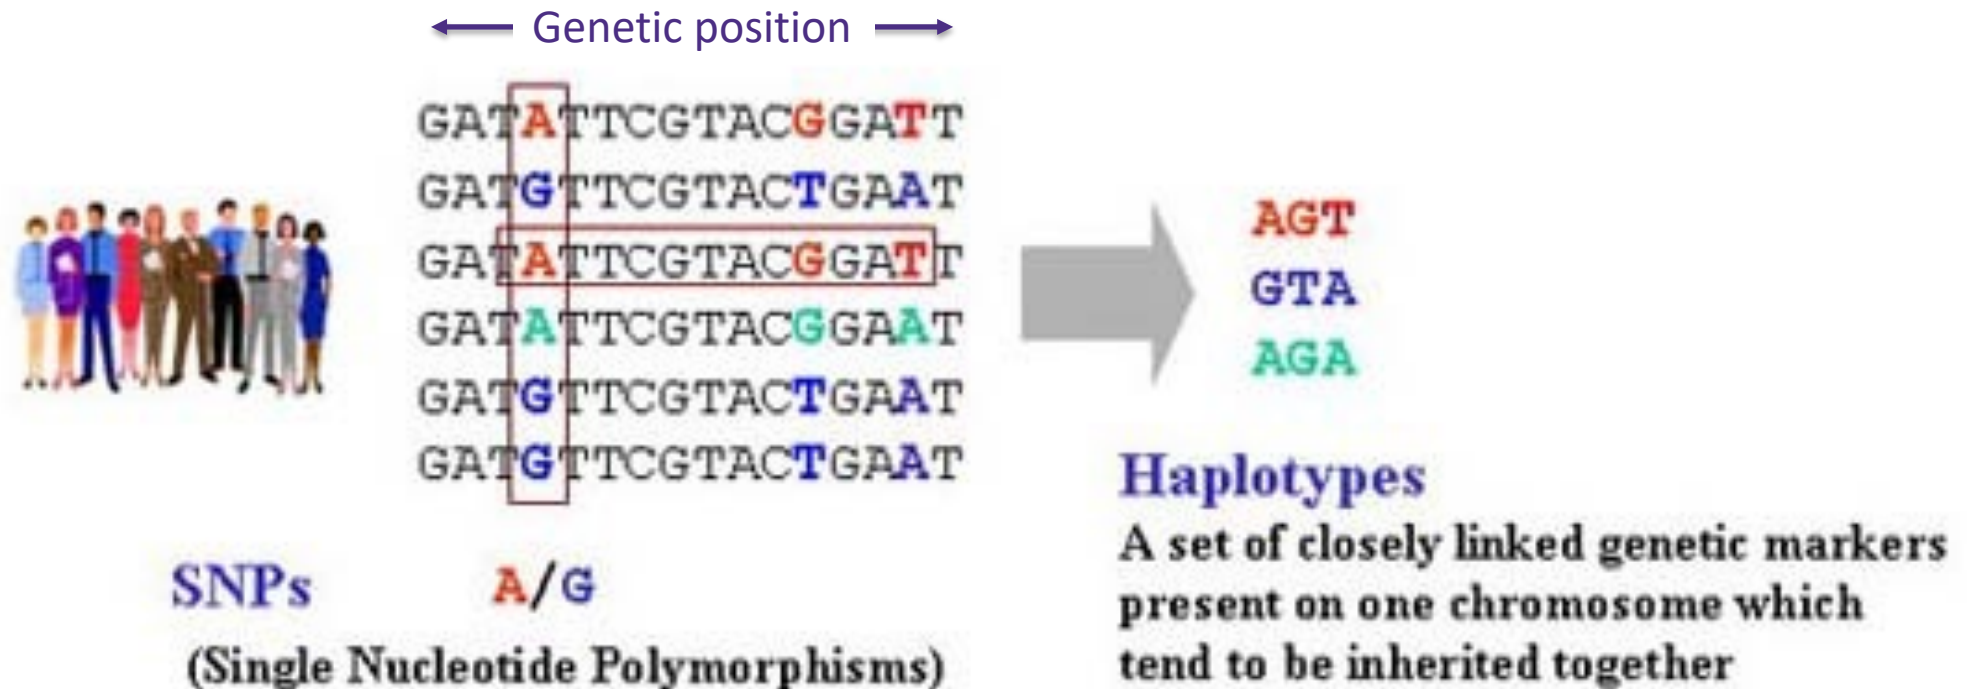 Genetic position
GATATTCGTACGGATT
GATGTTCGTACTGAAT
GATATTCGTACGGATT
GATATTCGTACGGAAT
GATGTTCGTACTGAAT
GATGTTCGTACTGAAT
SNPs A/G
(Single Nucleotide Polymorphisms)
AGT
GTA
AGA
Haplotypes
A set of closely linked genetic markers
present on one chromosome which
tend to be inherited together